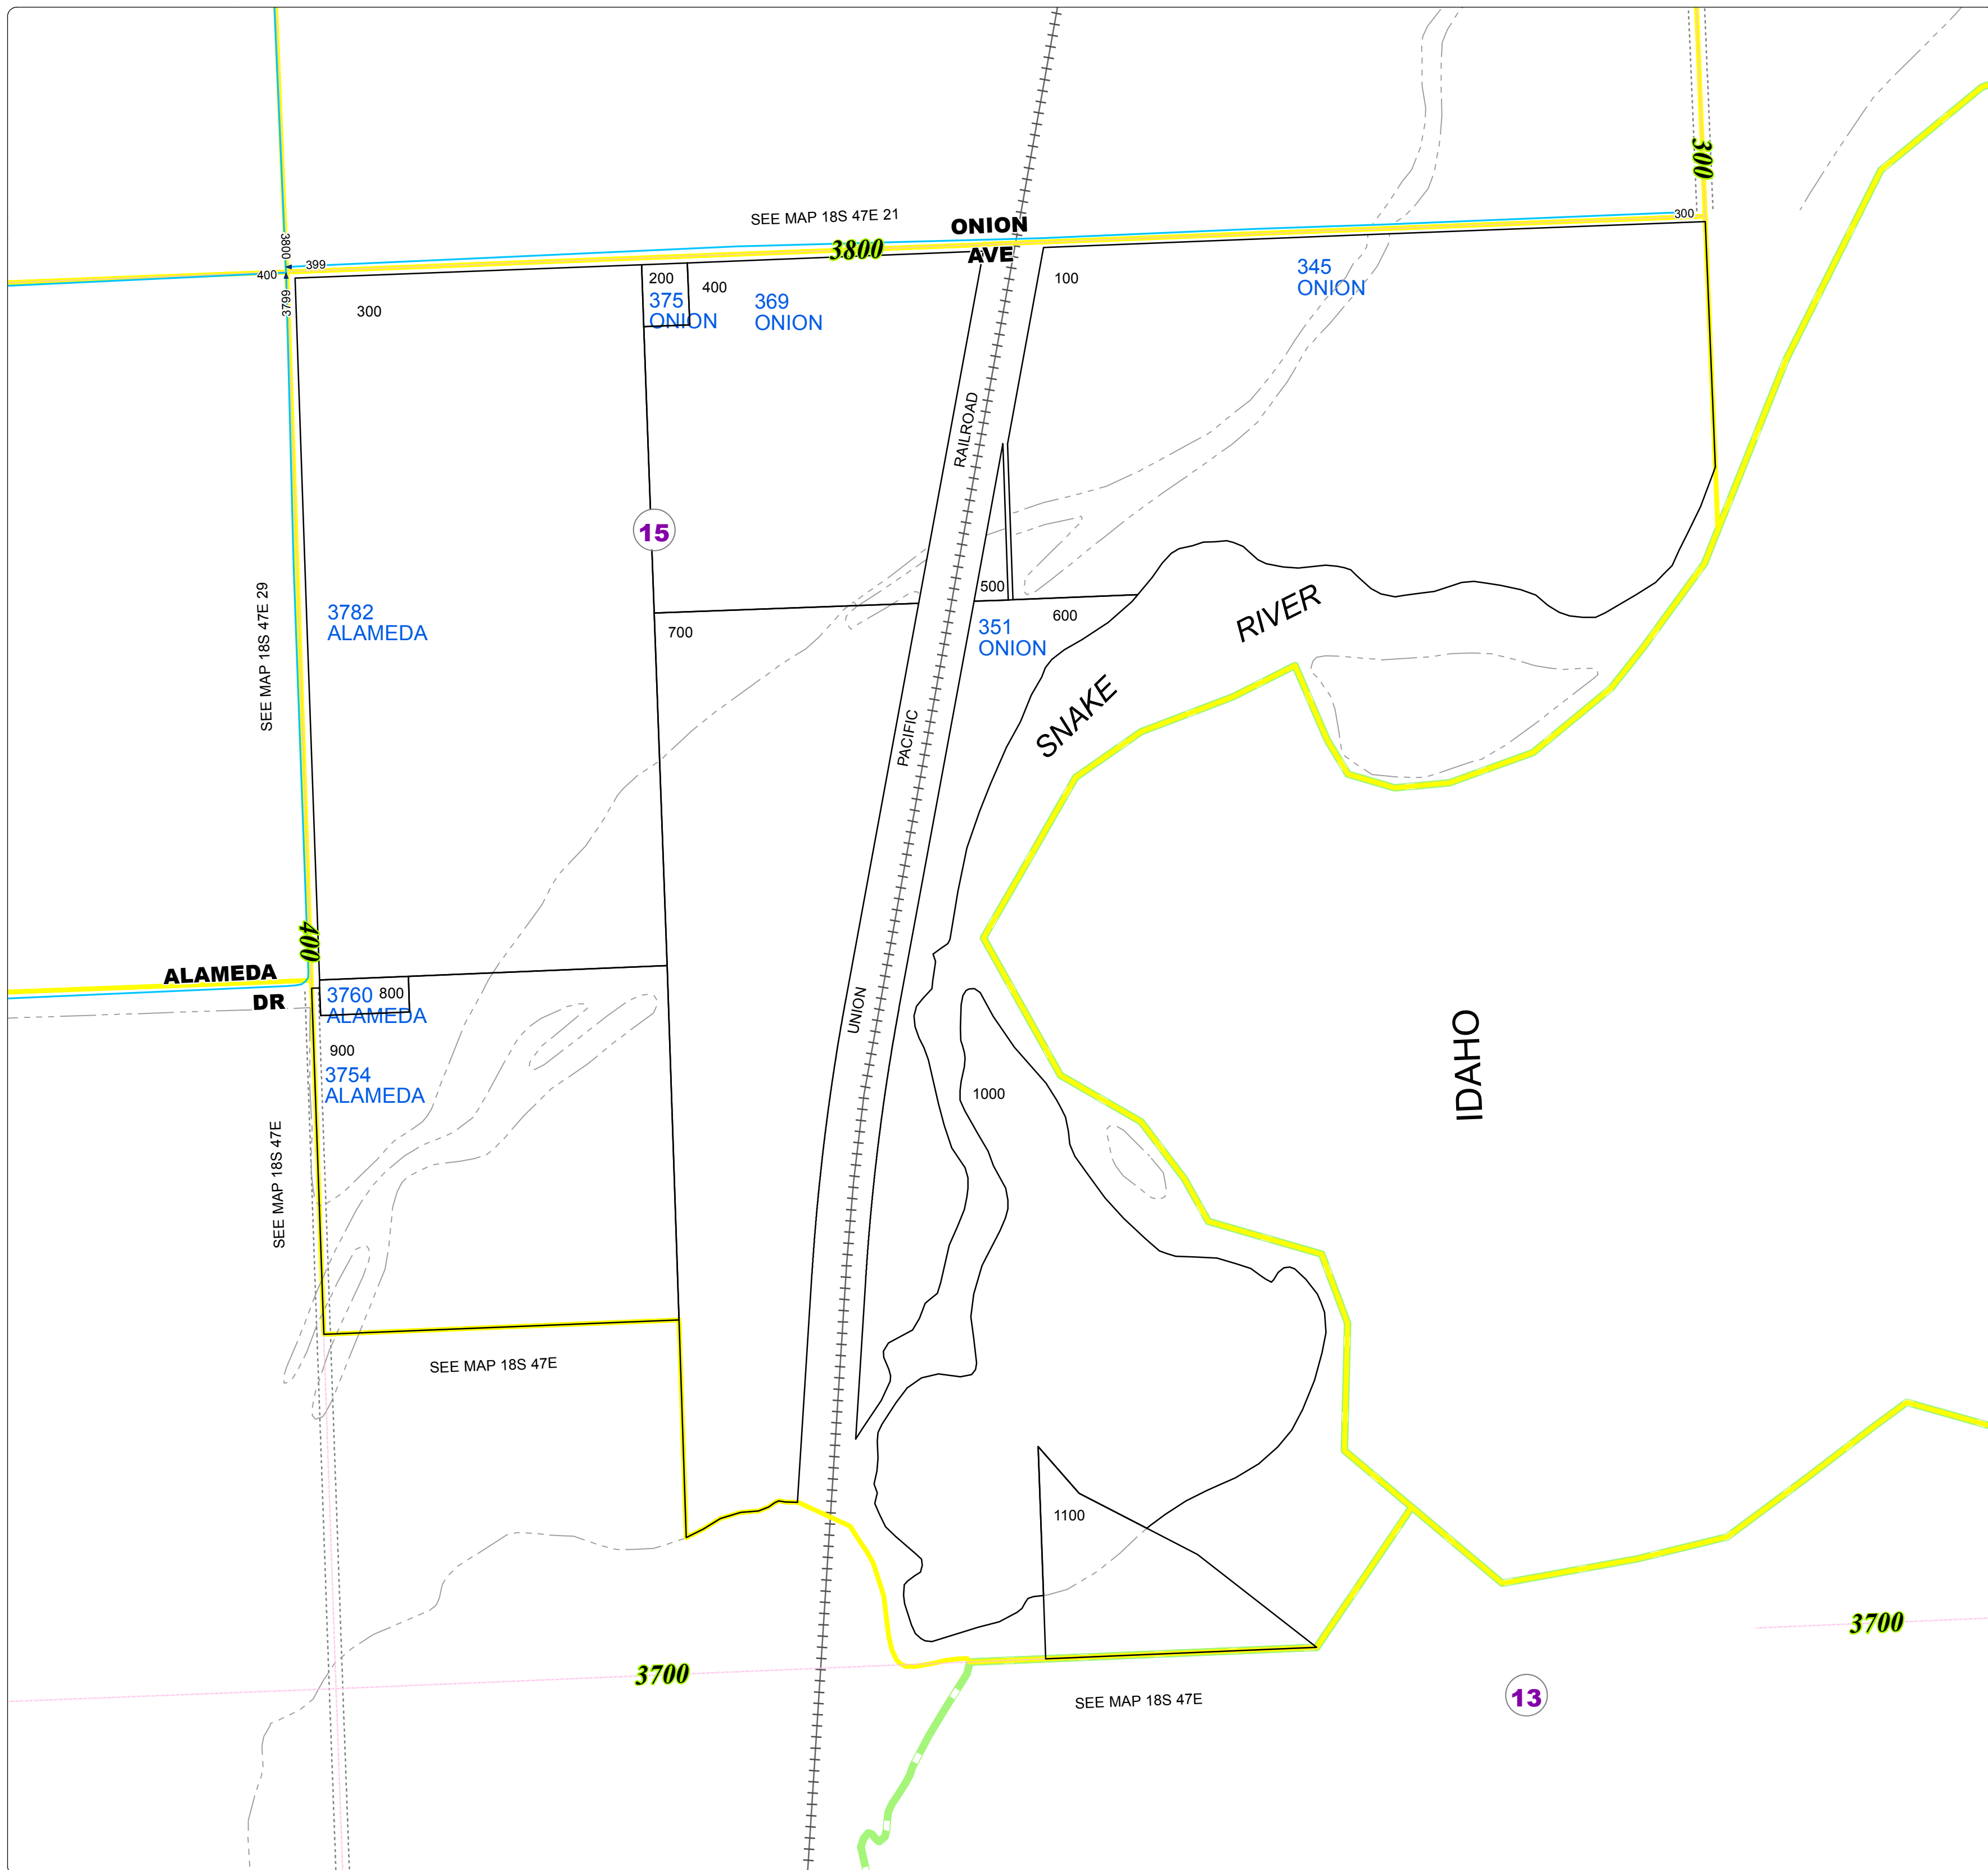 300
SEE MAP 18S 47E 21
ONION
AVE
3800
300
3800
399
400
3799
200
375
ONION
400
369
ONION
100
345
ONION
300
RAILROAD
15
SEE MAP 18S 47E 29
3782
ALAMEDA
500
600
351
ONION
700
RIVER
SNAKE
PACIFIC
400
ALAMEDA
DR
3760
ALAMEDA
800
UNION
IDAHO
900
3754
ALAMEDA
1000
SEE MAP 18S 47E
SEE MAP 18S 47E
1100
3700
3700
SEE MAP 18S 47E
13